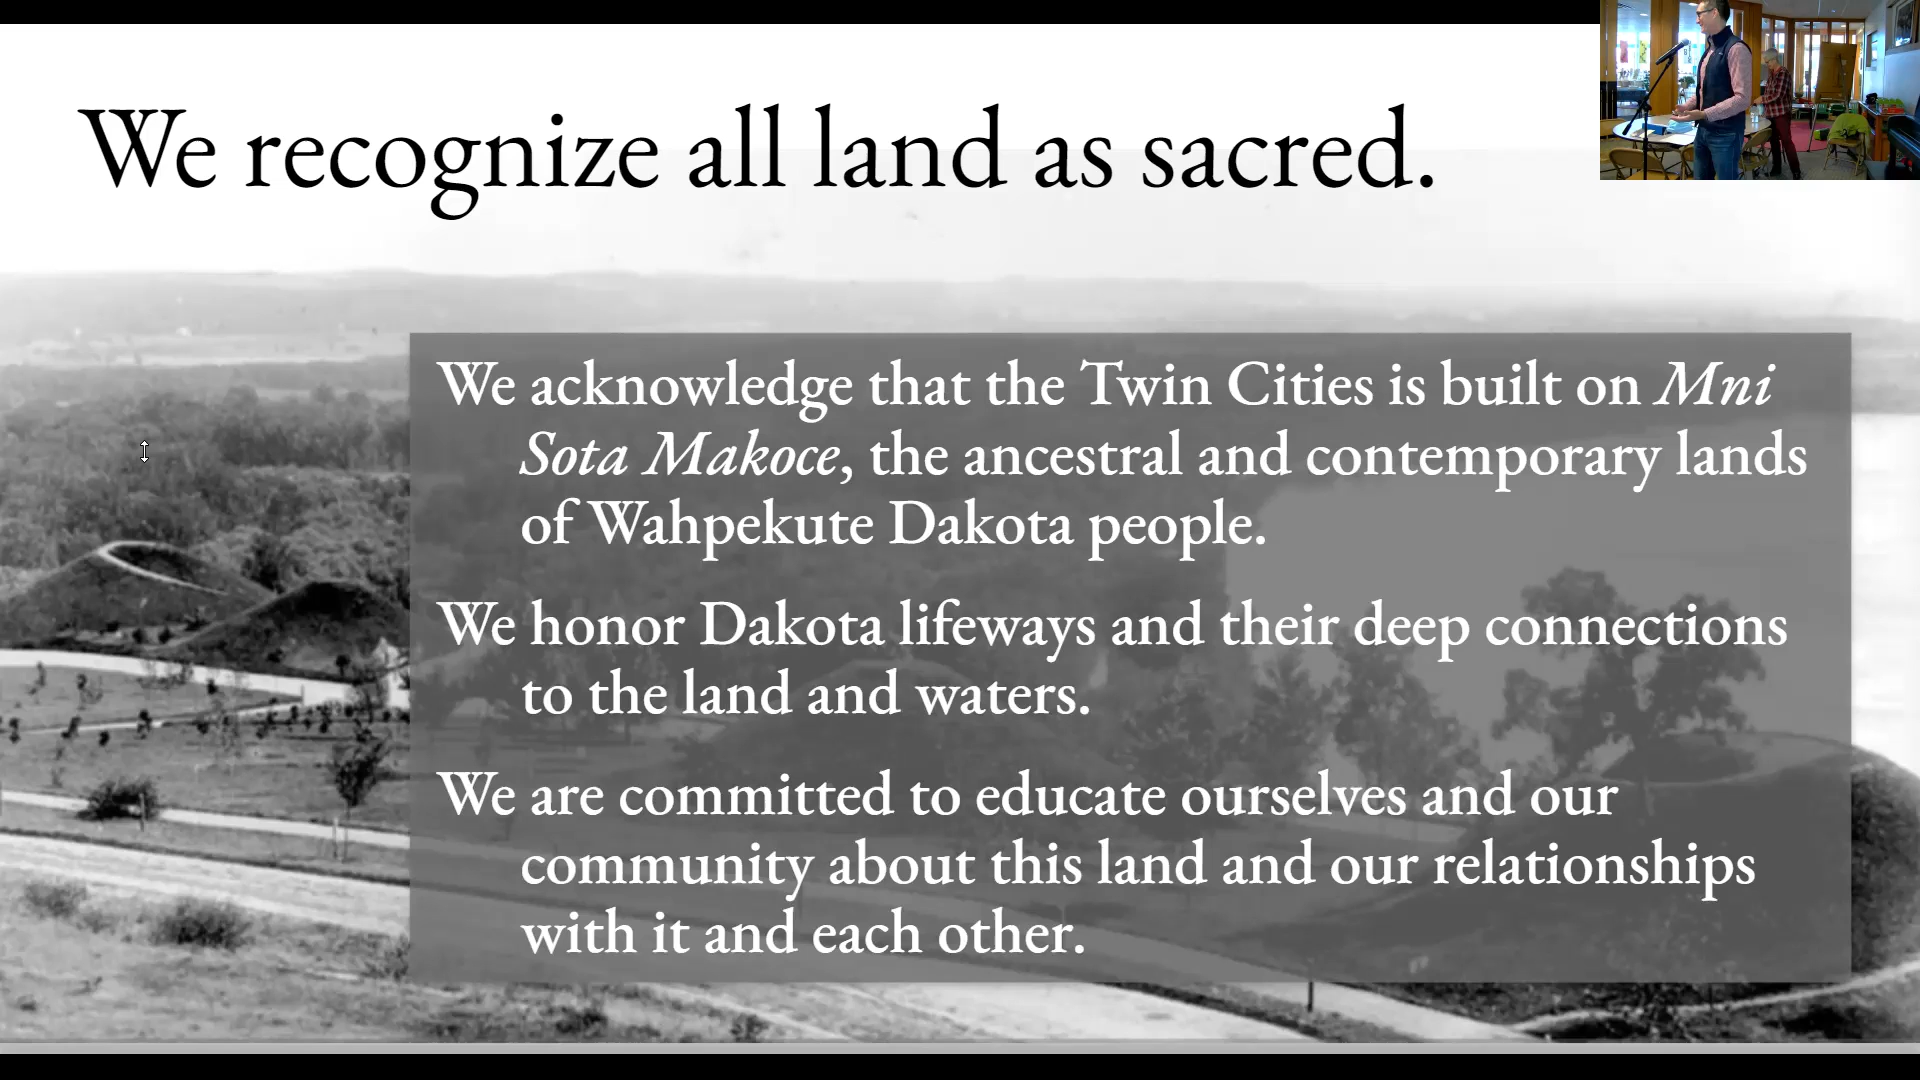 We recognize all land as sacred.
We acknowledge that the Twin Cities is built on Mni
Sota Makoce, the ancestral and contemporary lands
of Wahpekute Dakota people.
We honor Dakota lifeways and their deep connections
to the land and waters.
We are committed to educate ourselves and our
community about this land and our relationships
with it and each other.